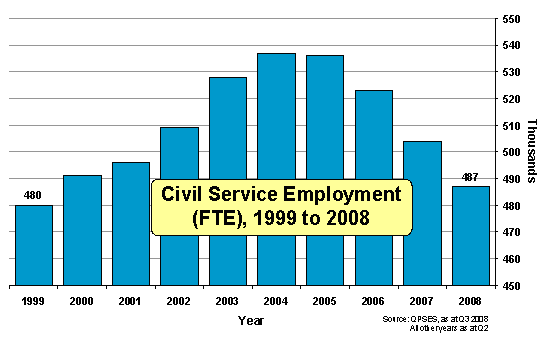 550
540
530
520
510
500
490
480
470
460
450
Thousands
480
487
Civil Service Employment
(FTE), 1999 to 2008
1999 2000 2001 2002 2003 2004 2005 2006 2007 2008
Year
Source: QPSES, as at Q3 2008
All other years as at Q2